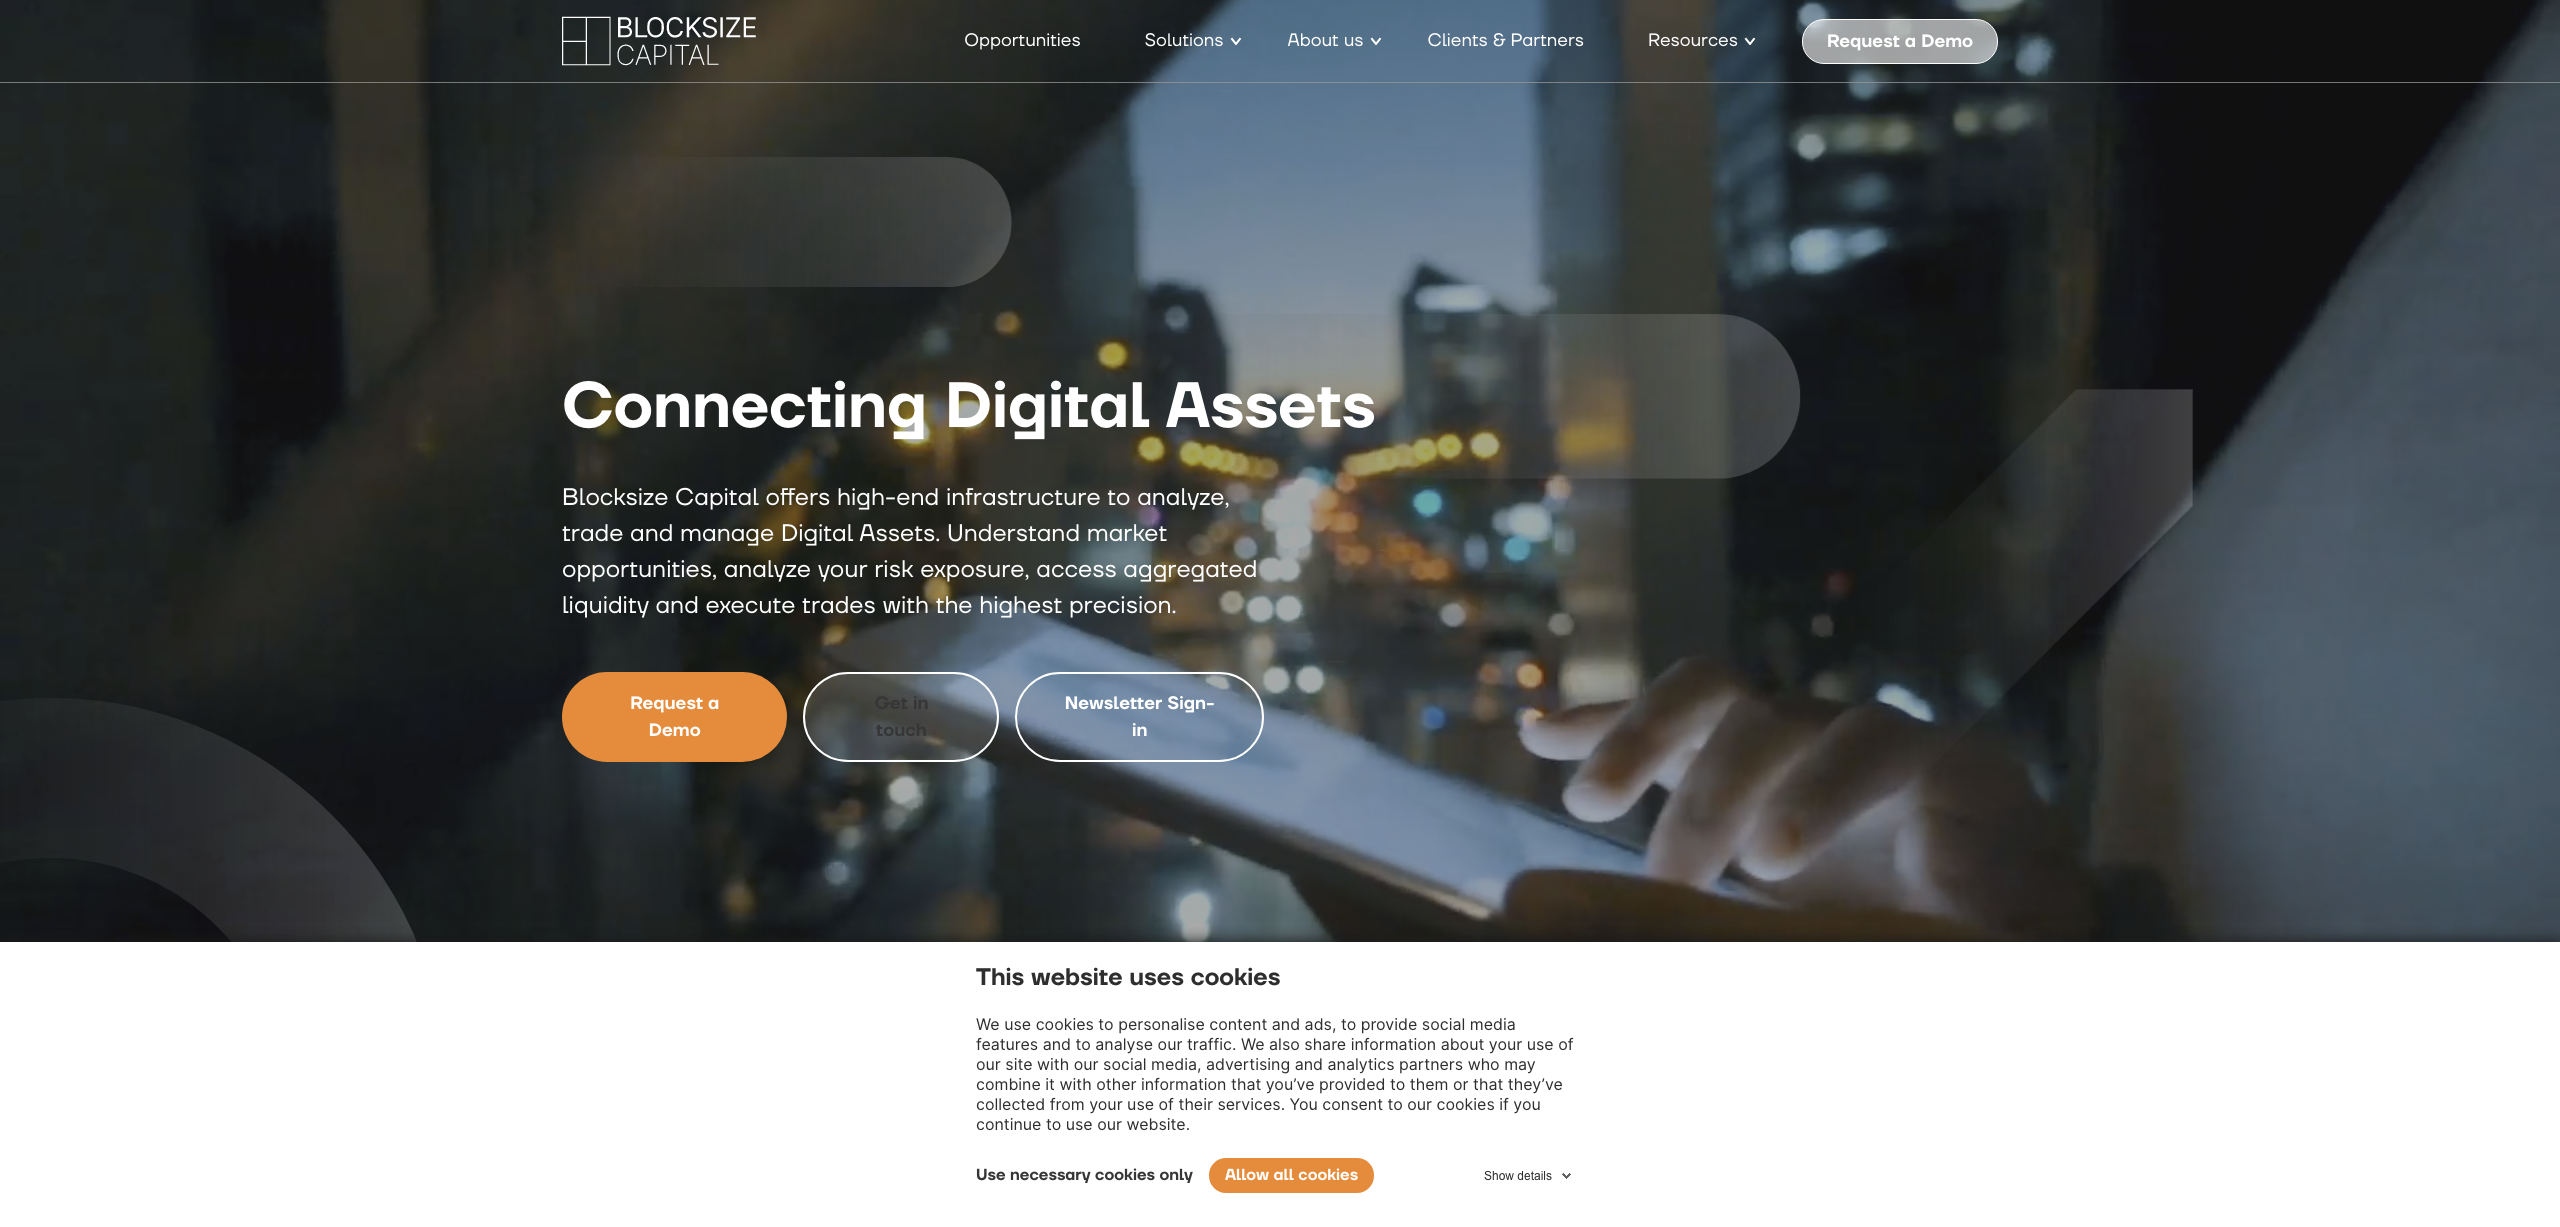 BLOCKSIZE
CAPITAL
Opportunities
Solutions
About us
Clients & Partners
Resources
Request a Demo
Connecting Digital Assets
Blocksize Capital offers high-end infrastructure to analyze,
trade and manage Digital Assets. Understand market
opportunities, analyze your risk exposure, access aggregated
liquidity and execute trades with the highest precision.
Request a
Demo
Get in
touch
Newsletter Sign-
in
This website uses cookies
We use cookies to personalise content and ads, to provide social media
features and to analyse our traffic. We also share information about your use of
our site with our social media, advertising and analytics partners who may
combine it with other information that you’ve provided to them or that they’ve
collected from your use of their services. You consent to our cookies if you
continue to use our website.
Use necessary cookies only
Allow all cookies
Show details